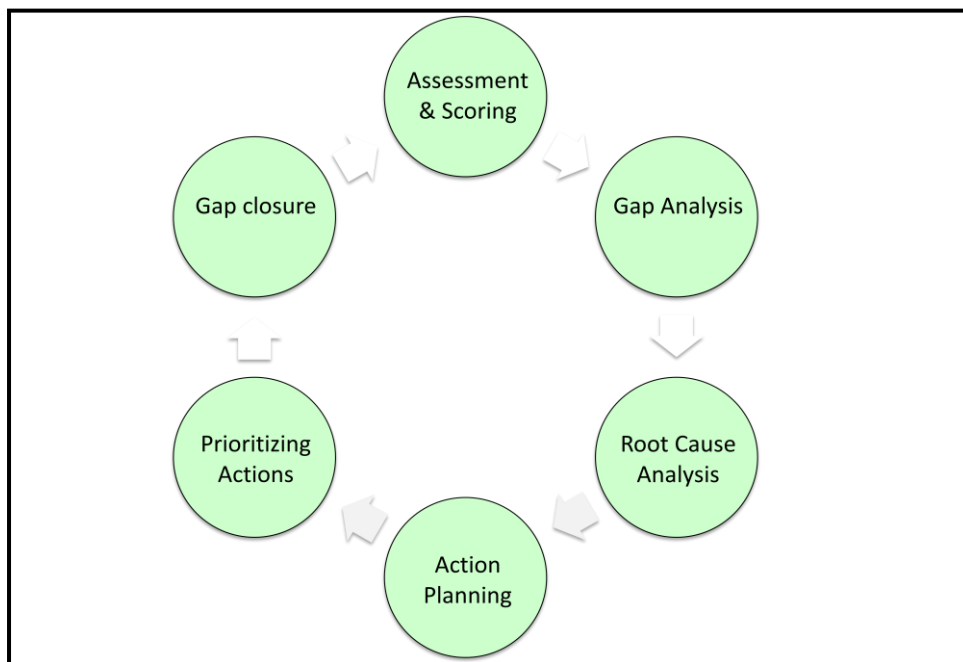 Assessment
& Scoring
Gap Analysis
Root Cause
Analysis
Action
Planning
Prioritizing
Actions
Gap closure